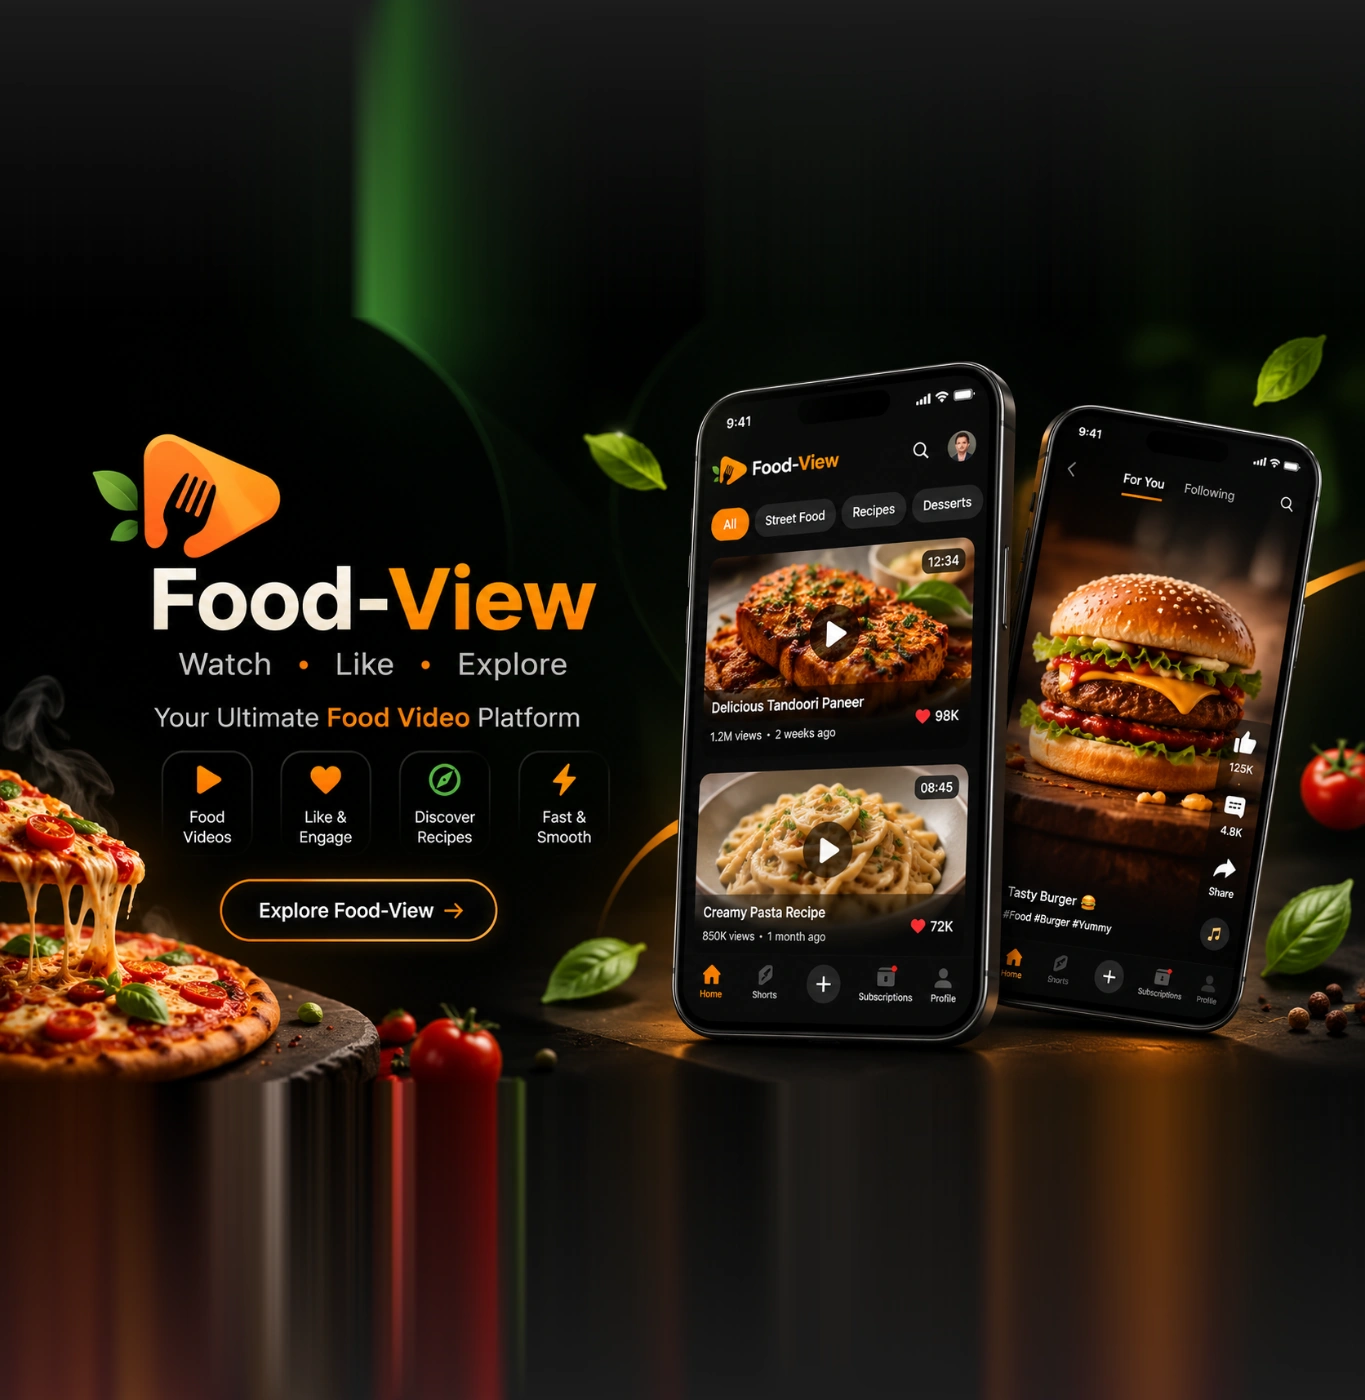 Food-View
Watch • Like • Explore
Your Ultimate Food Video Platform
Food
Videos
Like &
Engage
Discover
Recipes
Fast &
Smooth
Explore Food-View →
9:41
Food-View
All
Street Food
Recipes
Desserts
12:34
Delicious Tandoori Paneer
1.2M views • 2 weeks ago
98K
08:45
Creamy Pasta Recipe
850K views • 1 month ago
72K
Home
Shorts
Subscriptions
Profile
9:41
For You
Following
125K
4.8K
Share
Tasty Burger 🍔
#Food #Burger #Yummy
Home
Shorts
Subscriptions
Profile